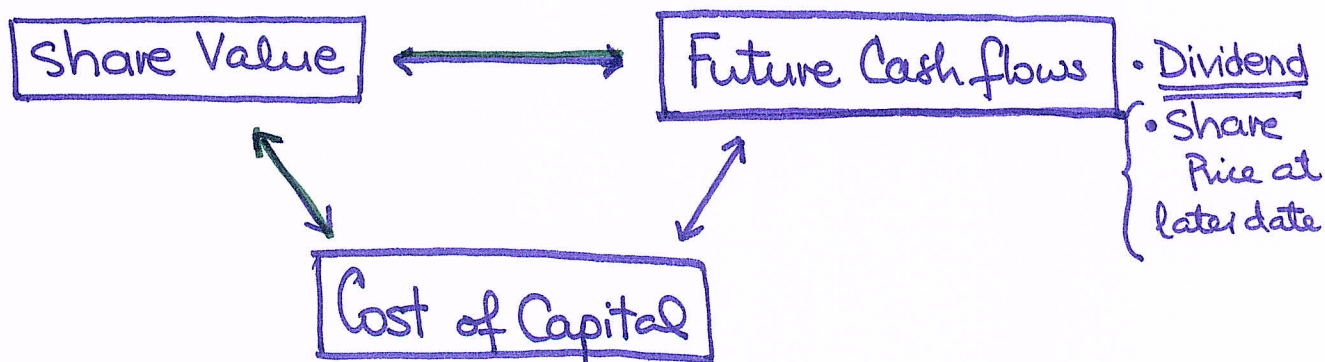 Share Value
Future Cash flows
• Dividend
• Share
Price at
later date
Cost of Capital